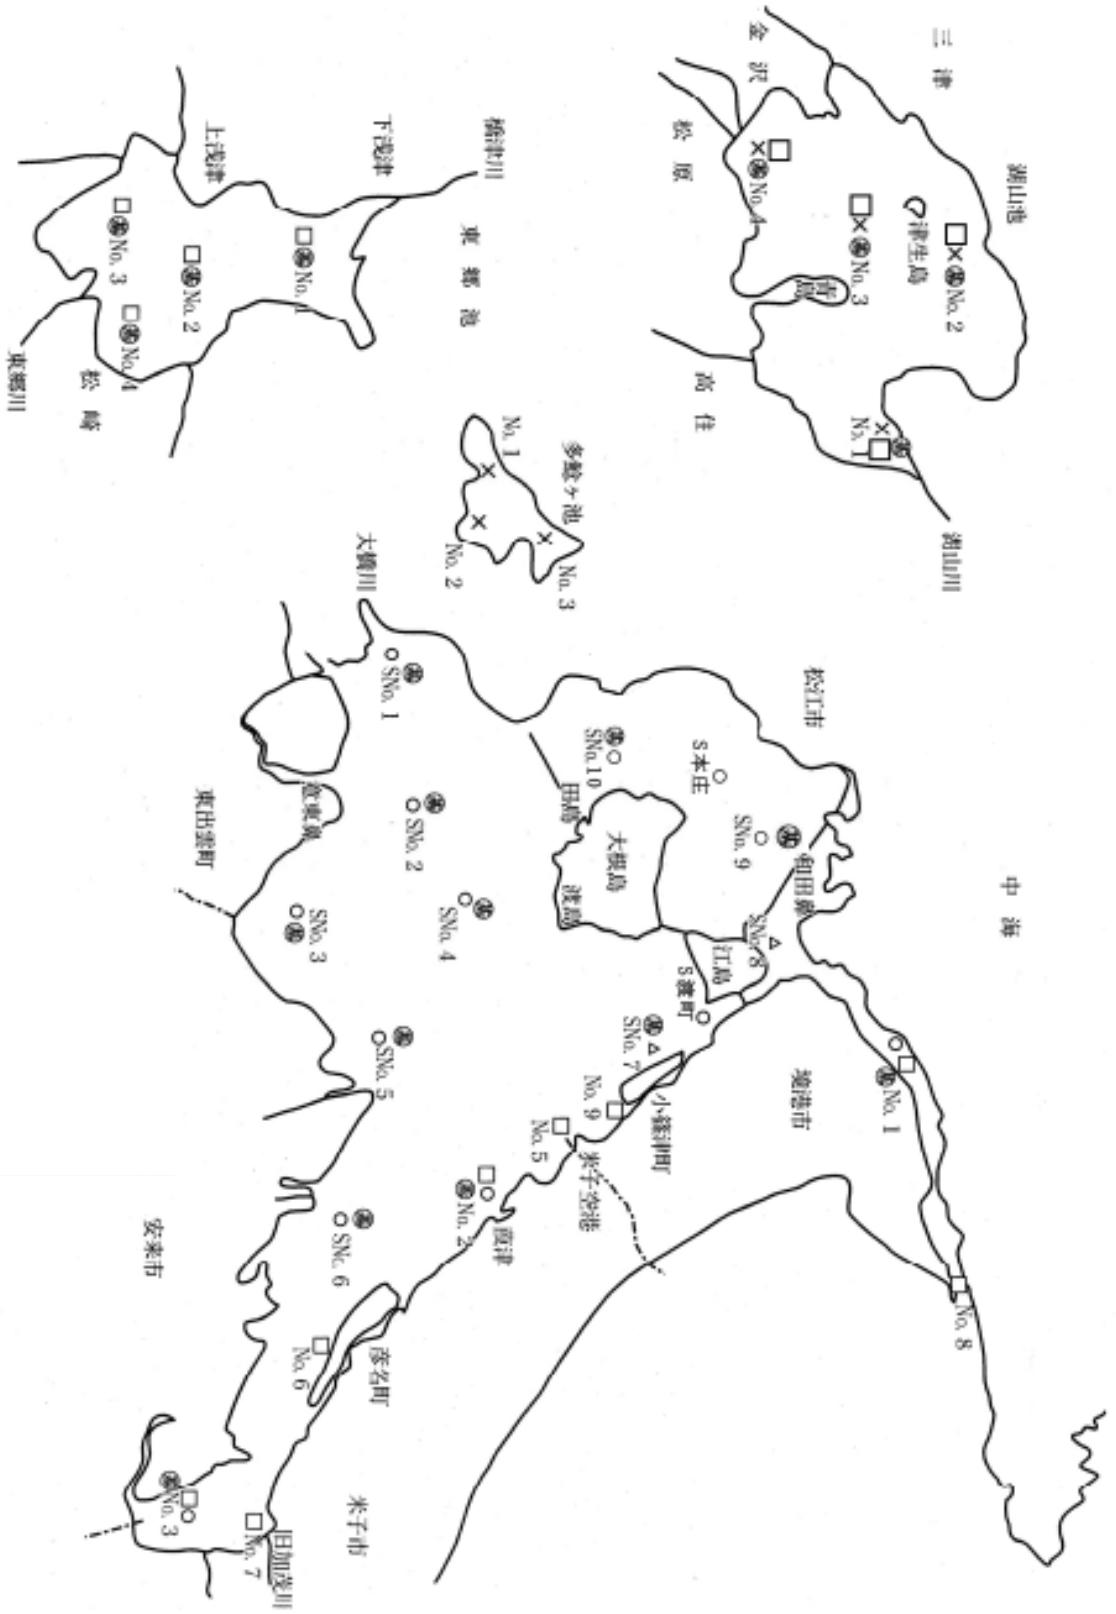 湖山池
三津
金沢
松原
津生島
青島
高住
湖山川
No. 1
No. 2
No. 3
No. 4
東郷池
橋津川
下浅津
上浅津
松崎
東郷川
No. 1
No. 2
No. 3
No. 4
多鯰ヶ池
No. 1
No. 2
No. 3
中海
松江市
大橋川
意東鼻
東出雲町
安来市
米子市
旧加茂川
彦名町
葭津
米子空港
小篠津町
境港市
和田鼻
江島
大根島
渡島
S本庄
S渡町
SNo. 1
SNo. 2
SNo. 3
SNo. 4
SNo. 5
SNo. 6
SNo. 7
SNo. 8
SNo. 9
SNo. 10
No. 1
No. 2
No. 3
No. 5
No. 6
No. 7
No. 8
No. 9